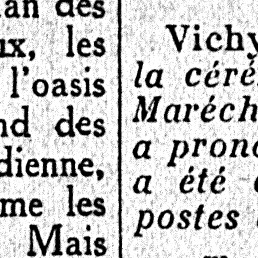 an des
ux, les
l'oasis
nd des
dienne,
me les
Mais
Vichy
la céré
Maréch
a prono
a été
postes